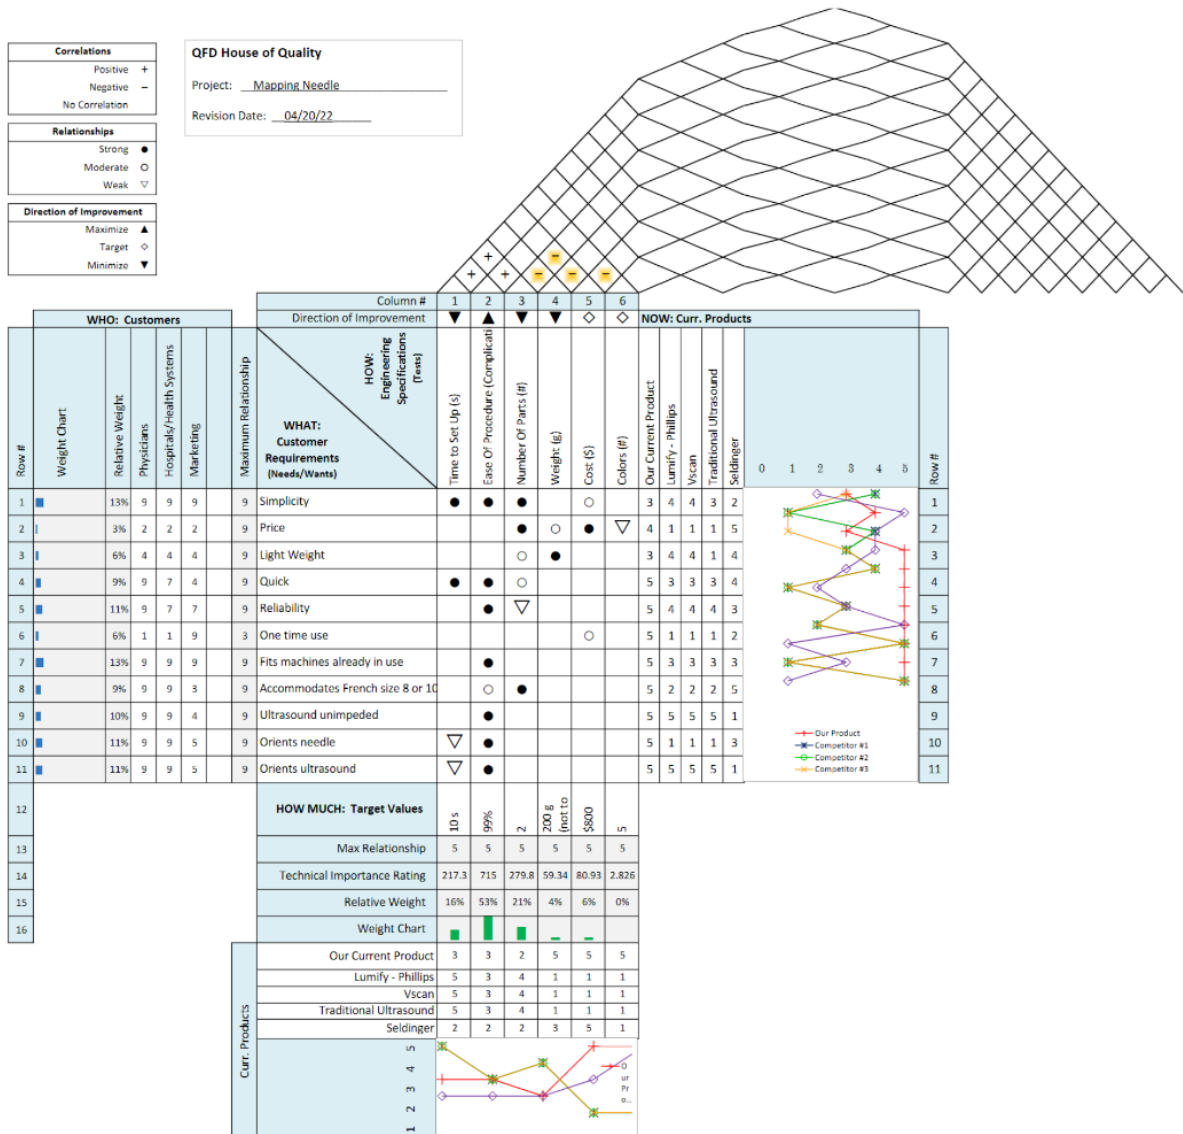 Correlations
Positive +
Negative −
No Correlation
Relationships
Strong ●
Moderate ○
Weak ▽
Direction of Improvement
Maximize ▲
Target ◇
Minimize ▼
QFD House of Quality
Project: Mapping Needle
Revision Date: 04/20/22
+
+ +
− − − −
Column # 1 2 3 4 5 6
Direction of Improvement ▼ ▲ ▼ ▼ ◇ ◇
WHO: Customers
NOW: Curr. Products
Row #
Weight Chart
Relative Weight
Physicians
Hospitals/Health Systems
Marketing
Maximum Relationship
HOW:
Engineering
Specifications
(Tests)
WHAT:
Customer
Requirements
(Needs/Wants)
Time to Set Up (s)
Ease Of Procedure (Complicati
Number Of Parts (#)
Weight (g)
Cost ($)
Colors (#)
Our Current Product
Lumify - Phillips
Vscan
Traditional Ultrasound
Seldinger
0 1 2 3 4 5
Row #
1 13% 9 9 9 9 Simplicity ● ● ● ○ 3 4 4 3 2 1
2 3% 2 2 2 9 Price ● ○ ● ▽ 4 1 1 1 5 2
3 6% 4 4 4 9 Light Weight ○ ● 3 4 4 1 4 3
4 9% 9 7 4 9 Quick ● ● ○ 5 3 3 3 4 4
5 11% 9 7 7 9 Reliability ● ▽ 5 4 4 4 3 5
6 6% 1 1 9 3 One time use ○ 5 1 1 1 2 6
7 13% 9 9 9 9 Fits machines already in use ● 5 3 3 3 3 7
8 9% 9 9 3 9 Accommodates French size 8 or 10 ○ ● 5 2 2 2 5 8
9 10% 9 9 4 9 Ultrasound unimpeded ● 5 5 5 5 1 9
10 11% 9 9 5 9 Orients needle ▽ ● 5 1 1 1 3 10
11 11% 9 9 5 9 Orients ultrasound ▽ ● 5 5 5 5 1 11
Our Product
Competitor #1
Competitor #2
Competitor #3
12 HOW MUCH: Target Values 10 s 99% 2 200 g (not to $800 5
13 Max Relationship 5 5 5 5 5 5
14 Technical Importance Rating 217.3 715 279.8 59.34 80.93 2.826
15 Relative Weight 16% 53% 21% 4% 6% 0%
16 Weight Chart
Curr. Products
Our Current Product 3 3 2 5 5 5
Lumify - Phillips 5 3 4 1 1 1
Vscan 5 3 4 1 1 1
Traditional Ultrasound 5 3 4 1 1 1
Seldinger 2 2 2 3 5 1
5
4
3
2
1
O
ur
Pr
o...